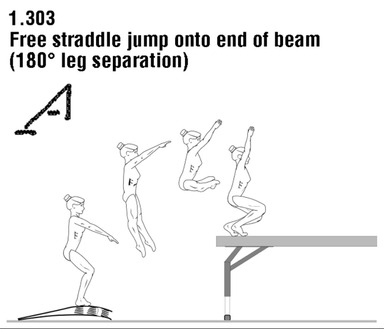 1.303
Free straddle jump onto end of beam
(180° leg separation)